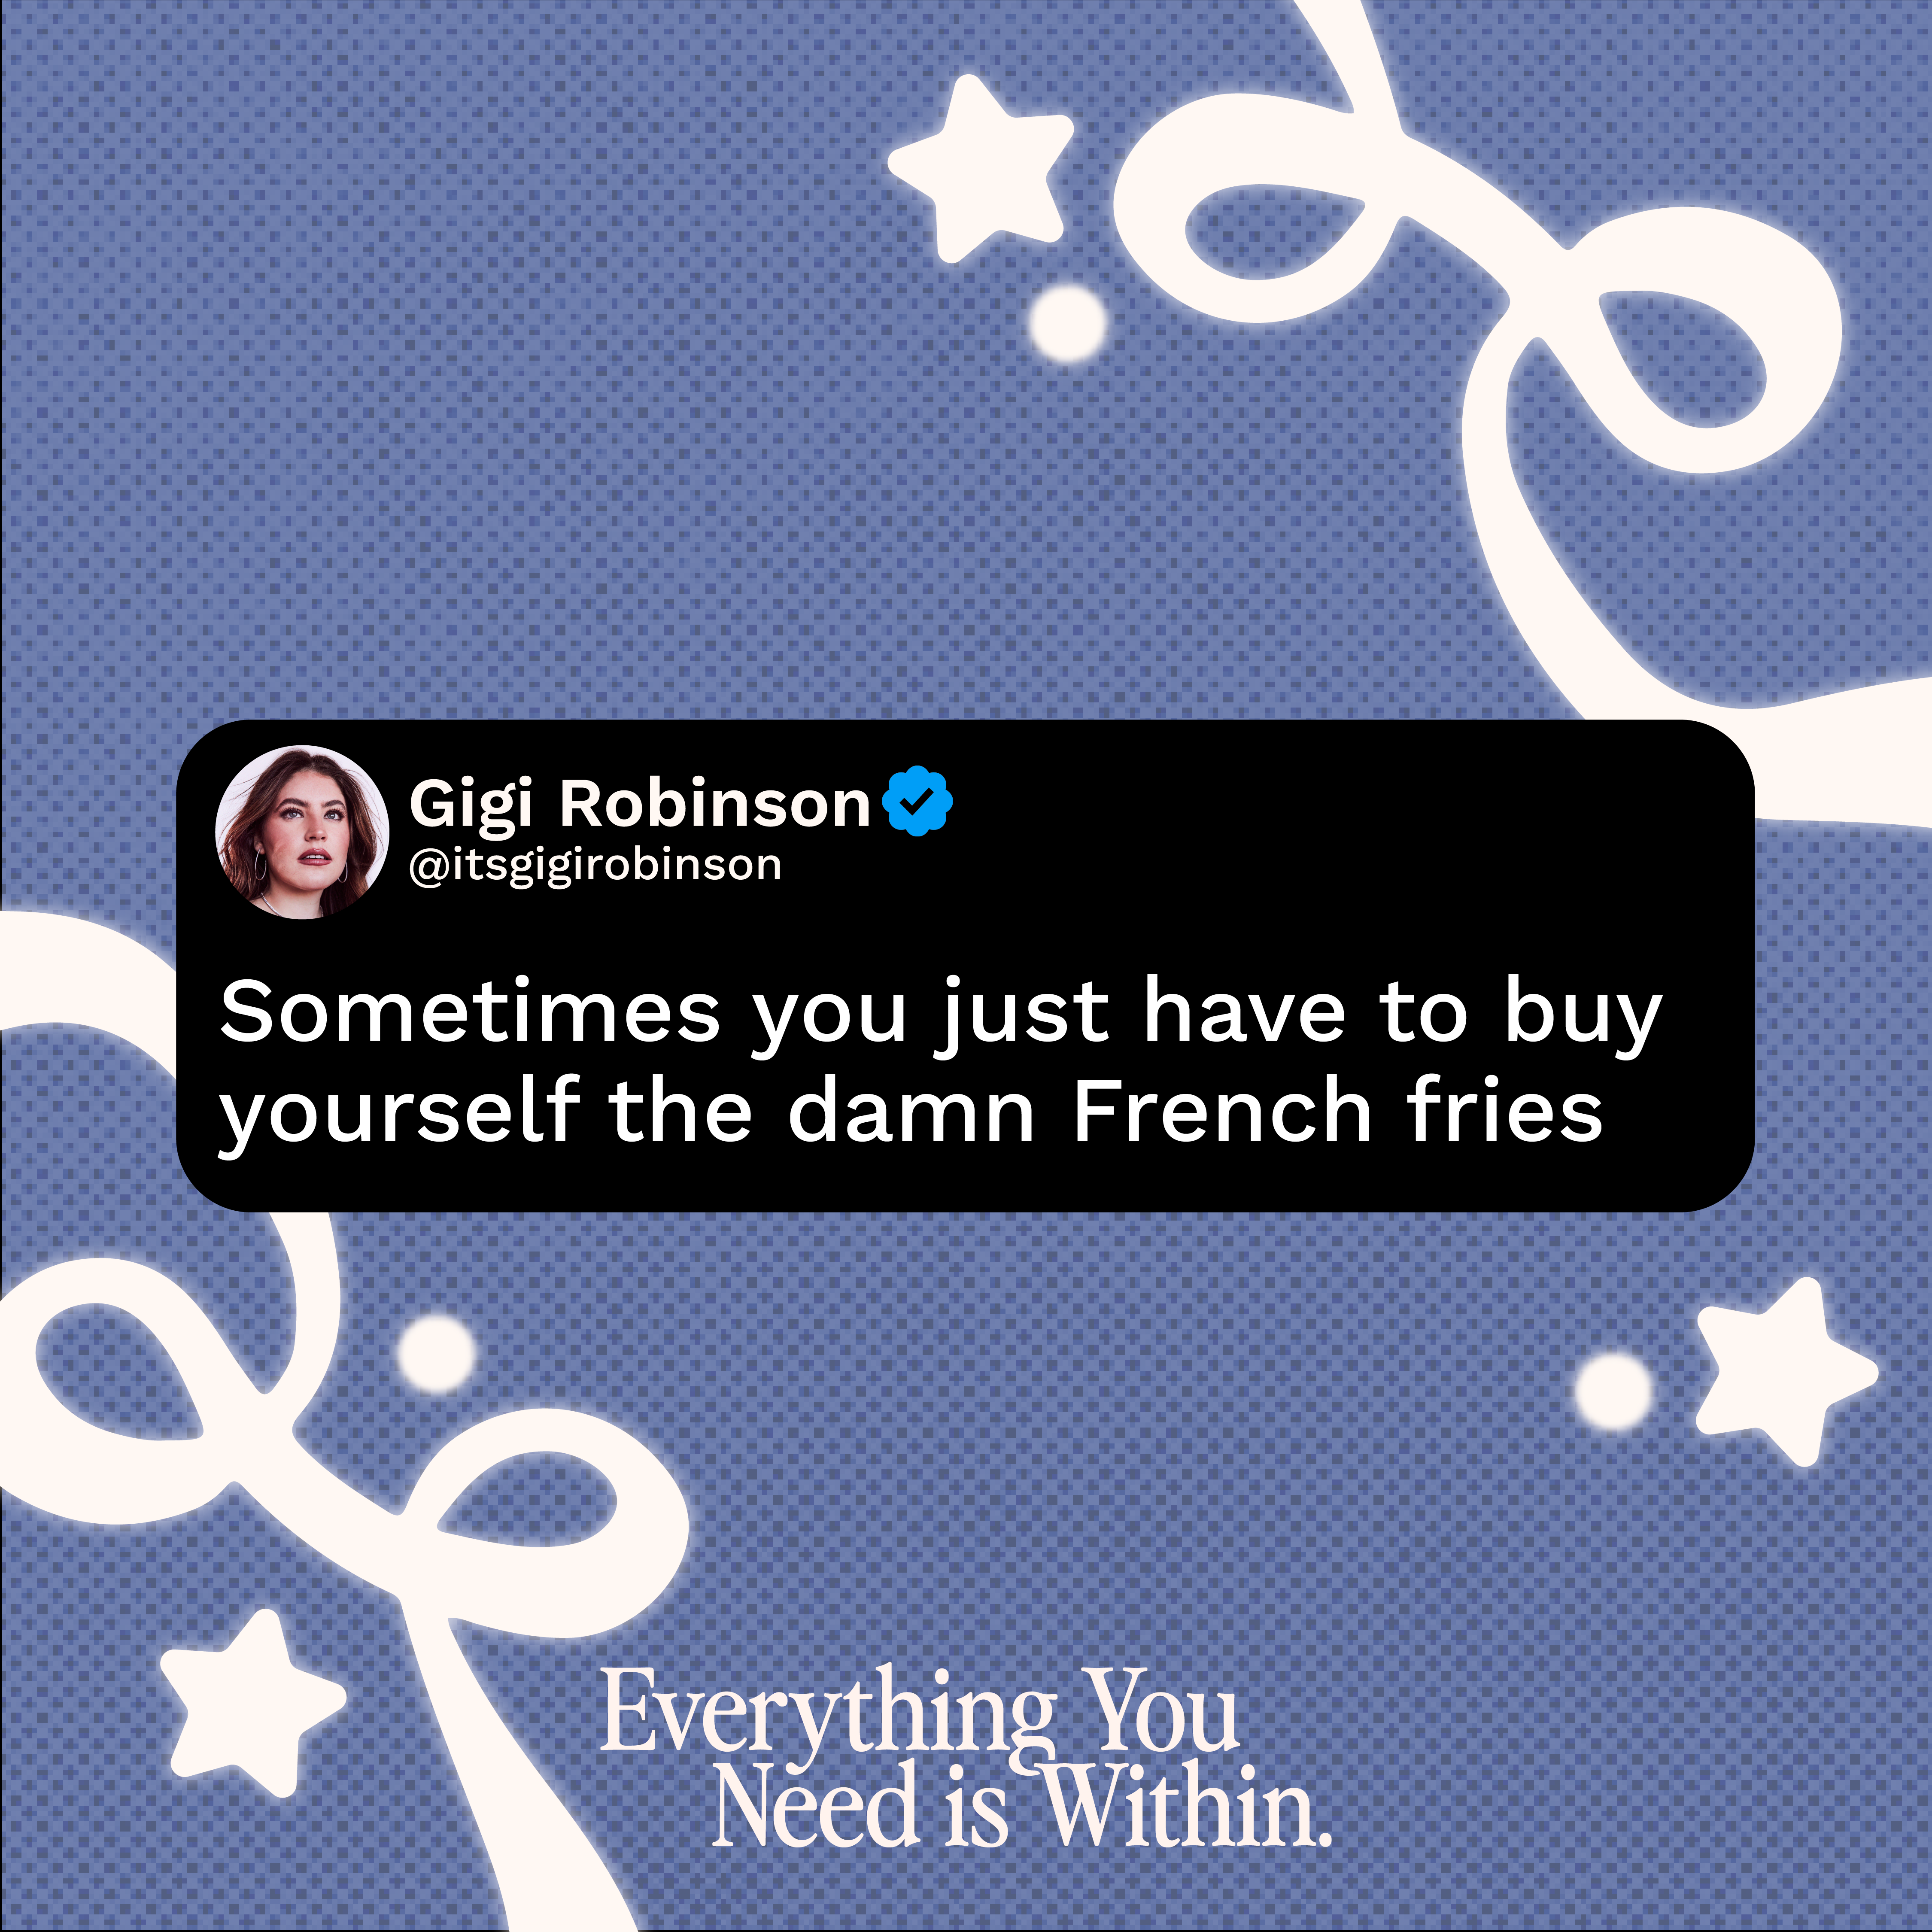 Gigi Robinson
@itsgigirobinson
Sometimes you just have to buy
yourself the damn French fries
Everything You
Need is Within.